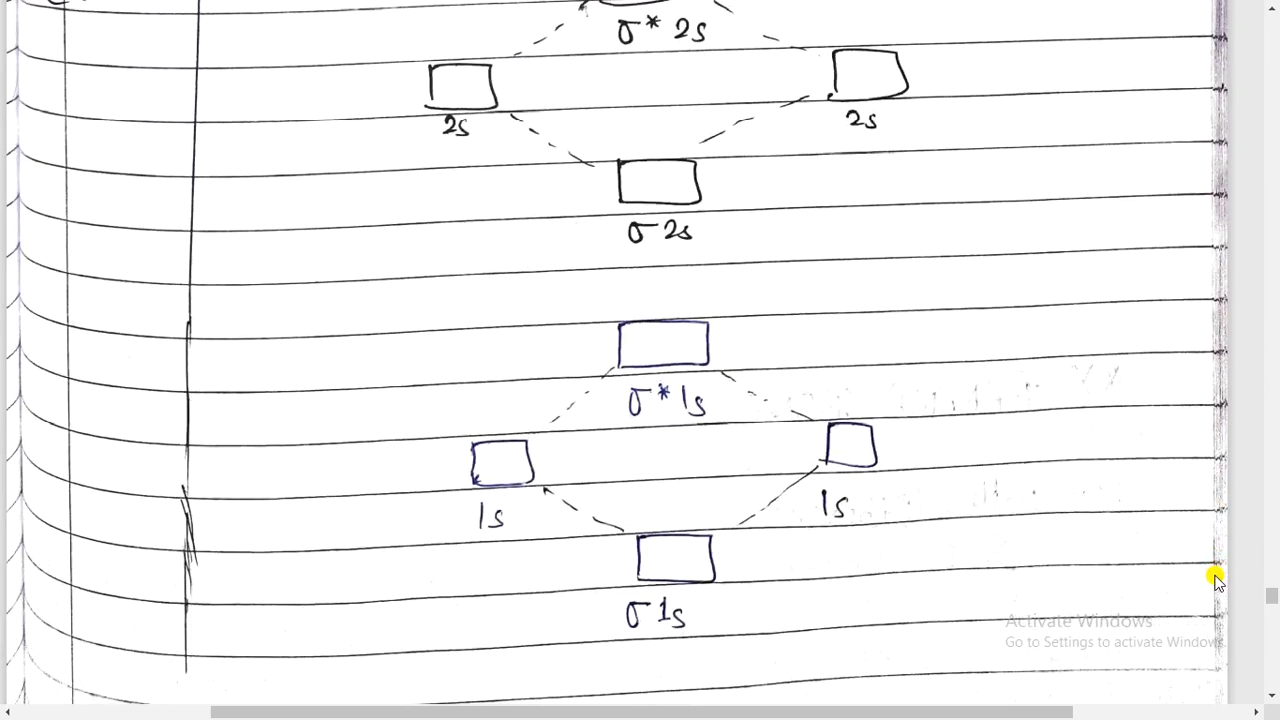 σ* 2s
2s 2s
σ 2s
σ* 1s
1s 1s
σ 1s
Activate Windows
Go to Settings to activate Windows.